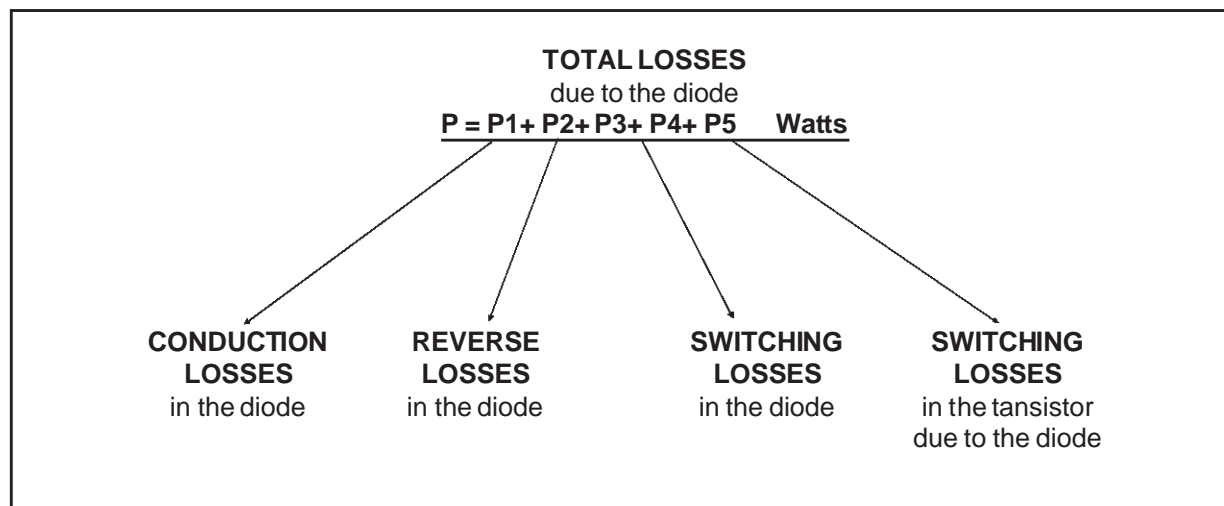 TOTAL LOSSES
due to the diode
P = P1+ P2+ P3+ P4+ P5 Watts
CONDUCTION
LOSSES
in the diode
REVERSE
LOSSES
in the diode
SWITCHING
LOSSES
in the diode
SWITCHING
LOSSES
in the tansistor
due to the diode